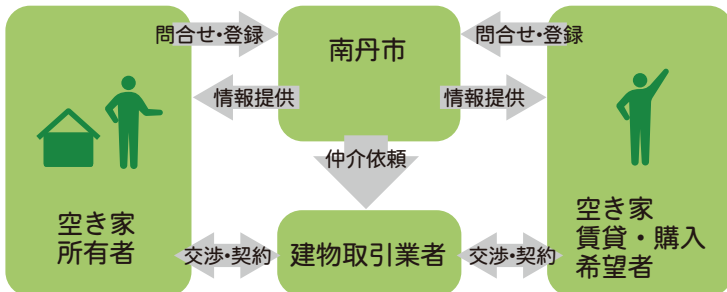 問合せ・登録
南丹市
問合せ・登録
情報提供
情報提供
仲介依頼
空き家
所有者
交渉・契約
建物取引業者
交渉・契約
空き家
賃貸・購入
希望者